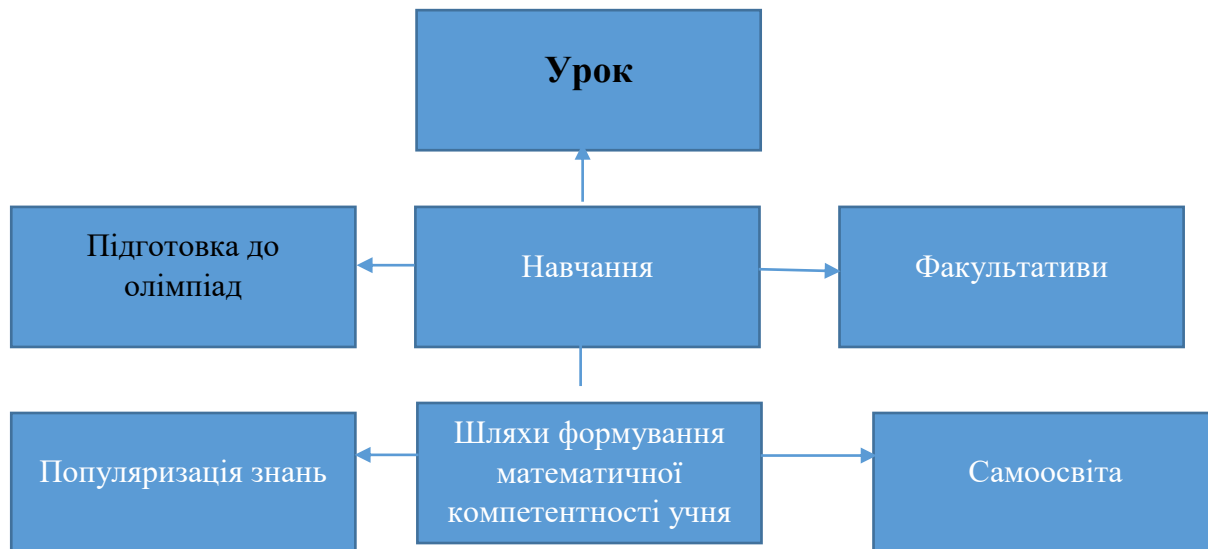 Урок
Підготовка до
олімпіад
Навчання
Факультативи
Популяризація знань
Шляхи формування
математичної
компетентності учня
Самоосвіта